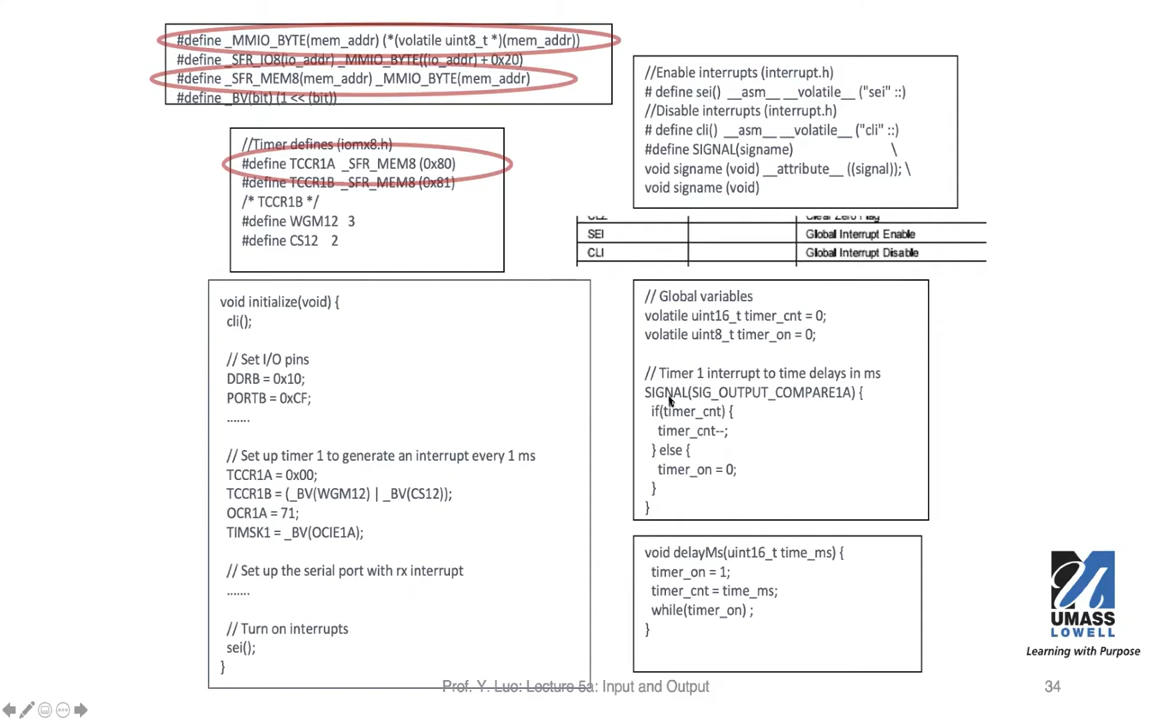 #define _MMIO_BYTE(mem_addr) (*(volatile uint8_t *)(mem_addr))
#define _SFR_IO8(io_addr) _MMIO_BYTE((io_addr) + 0x20)
#define _SFR_MEM8(mem_addr) _MMIO_BYTE(mem_addr)
#define _BV(bit) (1 << (bit))
//Timer defines (iomx8.h)
#define TCCR1A _SFR_MEM8 (0x80)
#define TCCR1B _SFR_MEM8 (0x81)
/* TCCR1B */
#define WGM12 3
#define CS12 2
//Enable interrupts (interrupt.h)
# define sei() __asm__ __volatile__ ("sei" ::)
//Disable interrupts (interrupt.h)
# define cli() __asm__ __volatile__ ("cli" ::)
#define SIGNAL(signame) \
void signame (void) __attribute__ ((signal)); \
void signame (void)
CLZ Clear Zero Flag
SEI Global Interrupt Enable
CLI Global Interrupt Disable
void initialize(void) {
cli();
// Set I/O pins
DDRB = 0x10;
PORTB = 0xCF;
.......
// Set up timer 1 to generate an interrupt every 1 ms
TCCR1A = 0x00;
TCCR1B = (_BV(WGM12) | _BV(CS12));
OCR1A = 71;
TIMSK1 = _BV(OCIE1A);
// Set up the serial port with rx interrupt
.......
// Turn on interrupts
sei();
}
// Global variables
volatile uint16_t timer_cnt = 0;
volatile uint8_t timer_on = 0;
// Timer 1 interrupt to time delays in ms
SIGNAL(SIG_OUTPUT_COMPARE1A) {
if(timer_cnt) {
timer_cnt--;
} else {
timer_on = 0;
}
}
void delayMs(uint16_t time_ms) {
timer_on = 1;
timer_cnt = time_ms;
while(timer_on) ;
}
UMASS
LOWELL
Learning with Purpose
Prof. Y. Luo: Lecture 5a: Input and Output
34